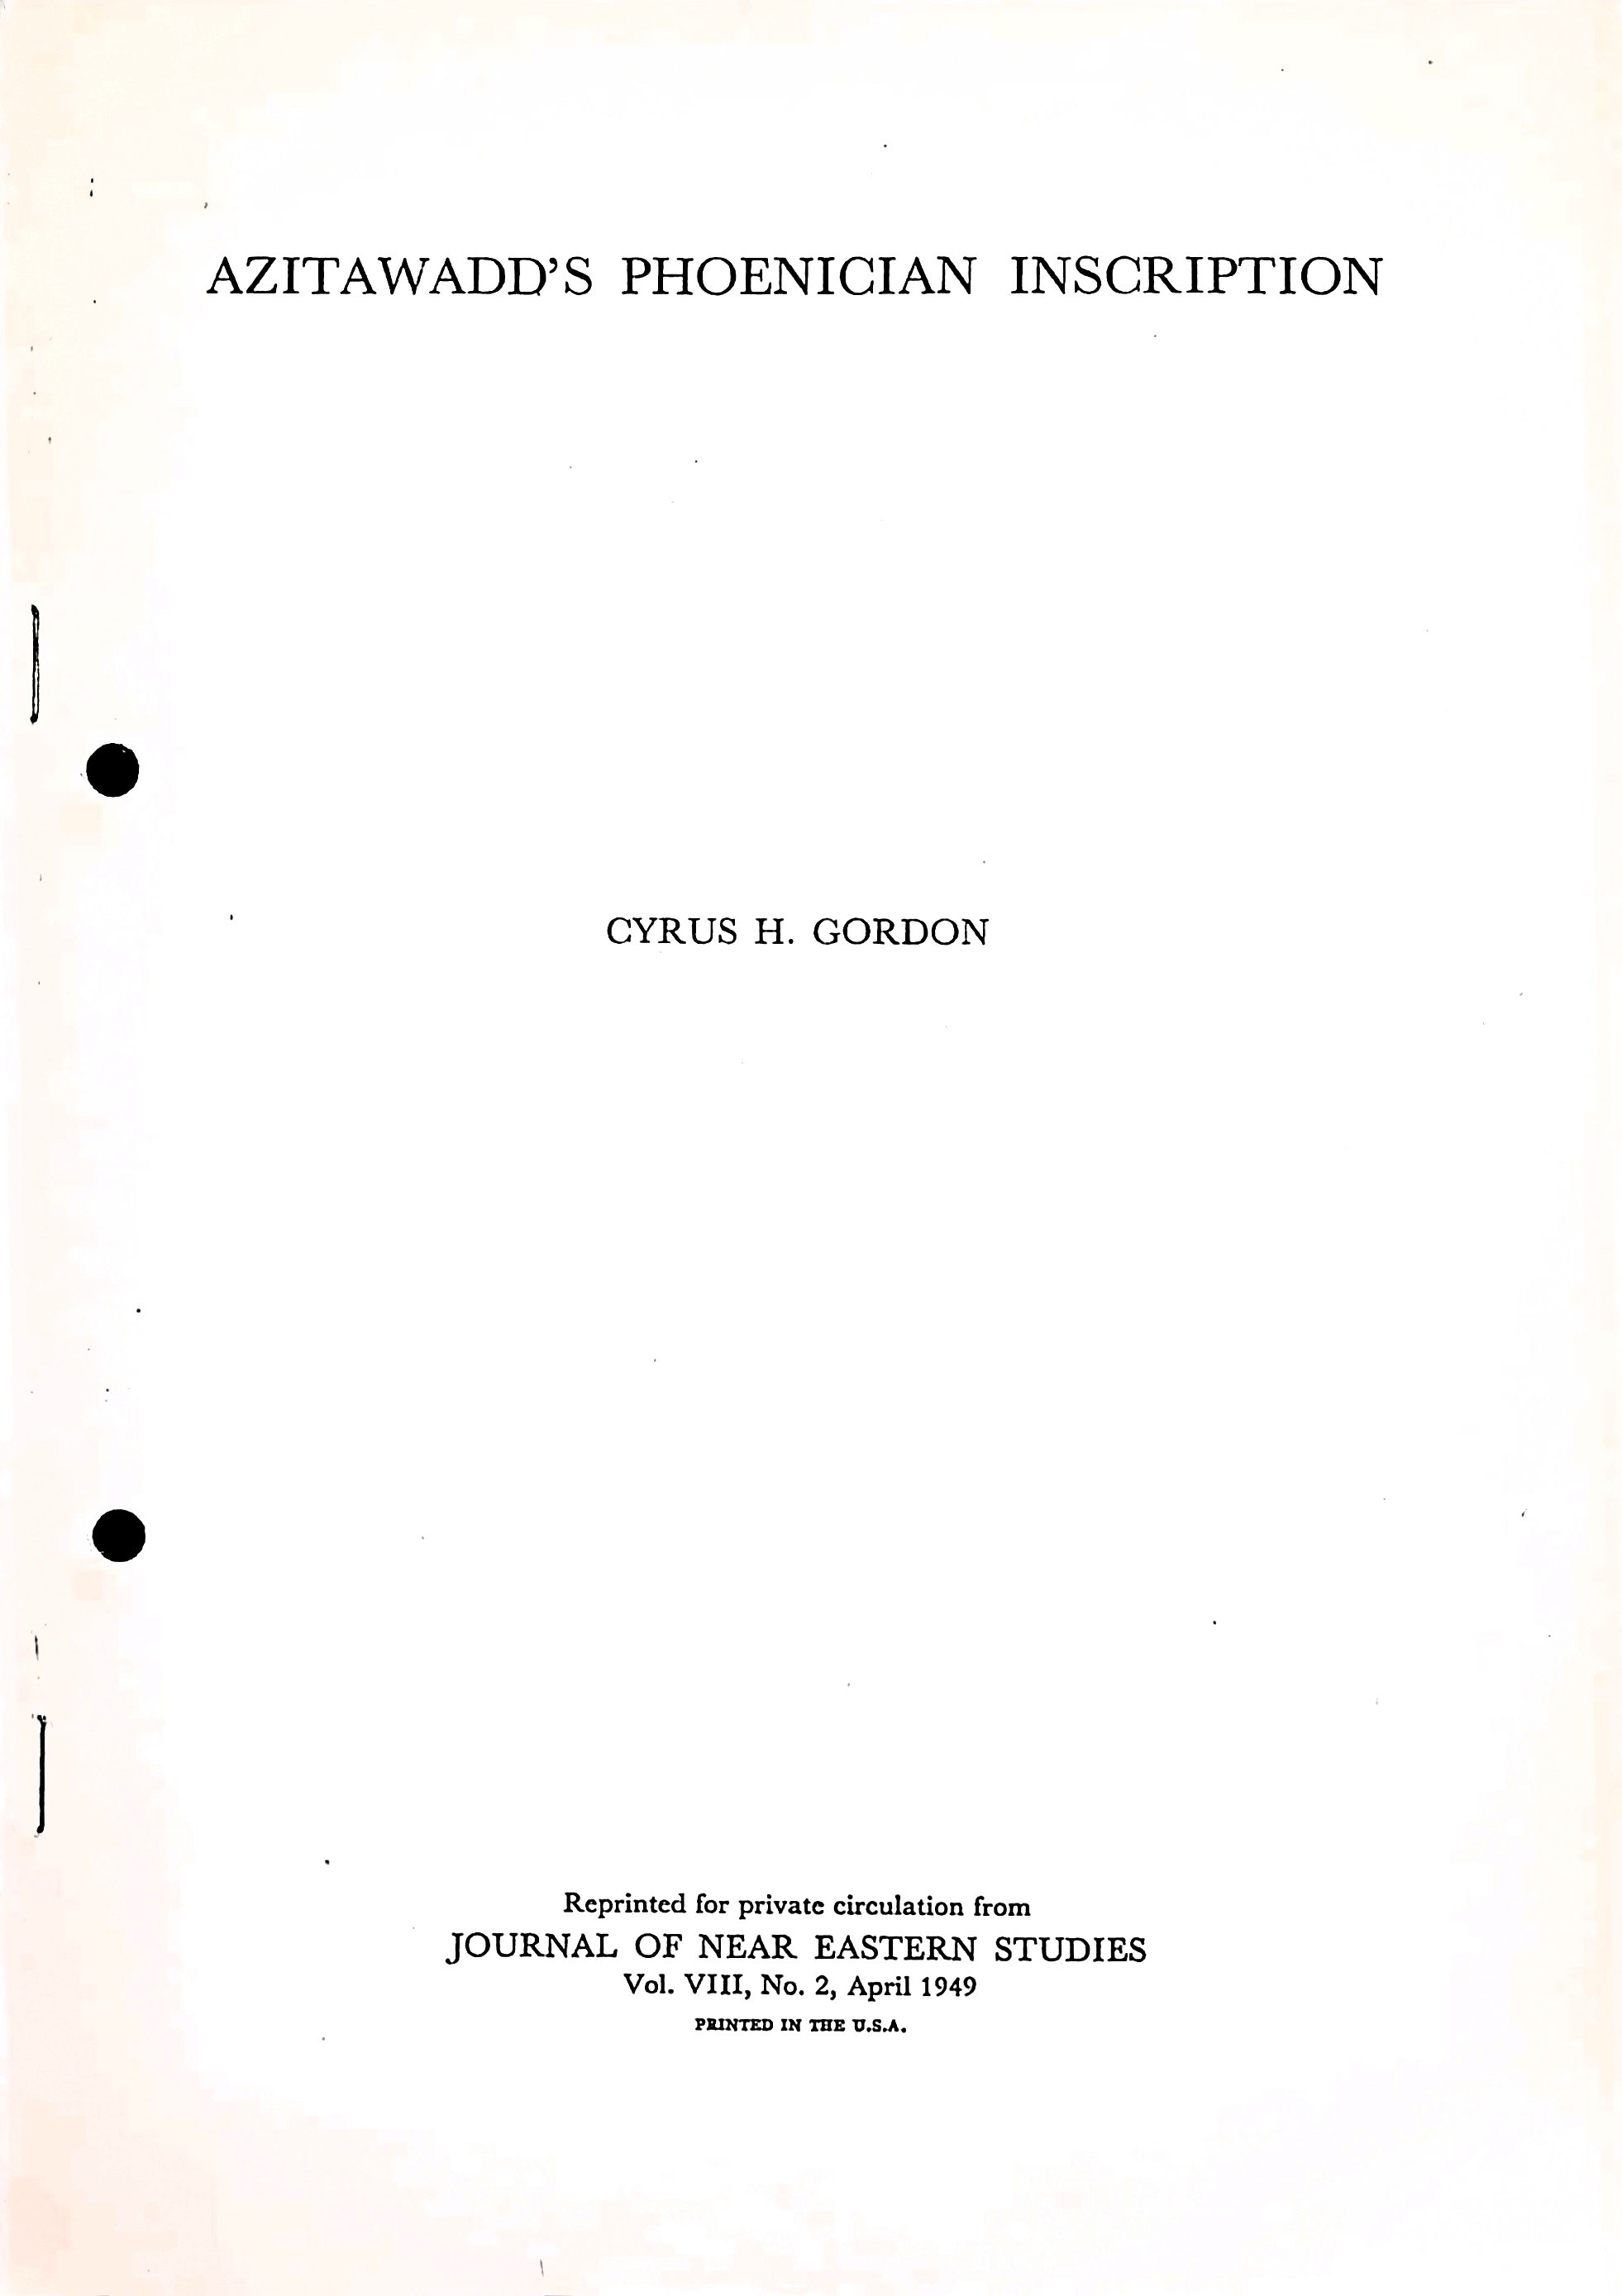 AZITAWADD'S PHOENICIAN INSCRIPTION
CYRUS H. GORDON
Reprinted for private circulation from
JOURNAL OF NEAR EASTERN STUDIES
Vol. VIII, No. 2, April 1949
PRINTED IN THE U.S.A.